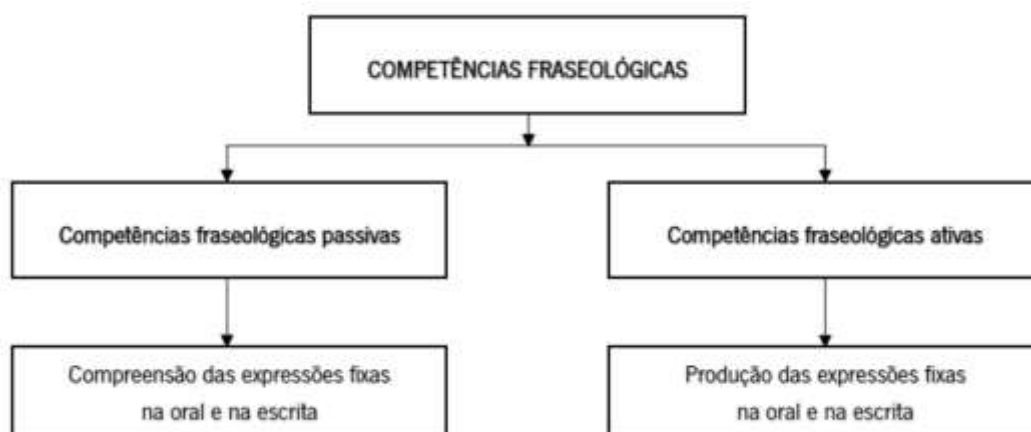 COMPETÊNCIAS FRASEOLÓGICAS
Competências fraseológicas passivas
Competências fraseológicas ativas
Compreensão das expressões fixas
na oral e na escrita
Produção das expressões fixas
na oral e na escrita